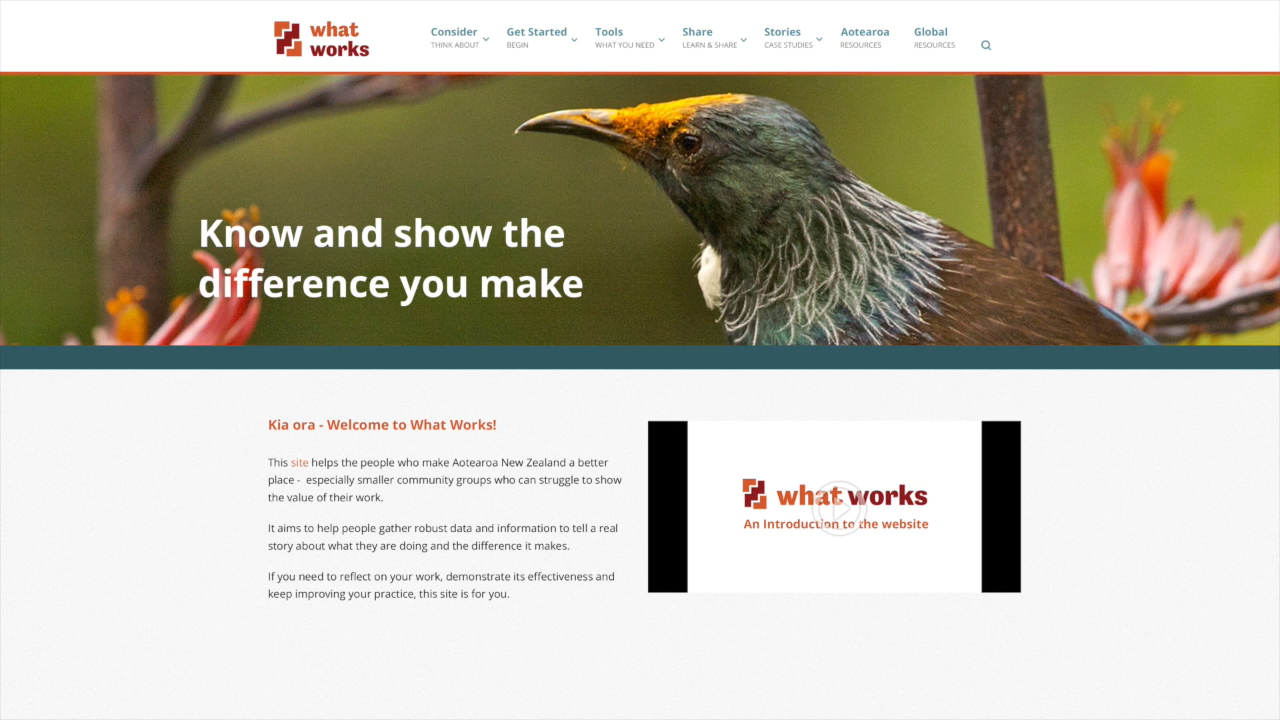 what
works
Consider
THINK ABOUT
Get Started
BEGIN
Tools
WHAT YOU NEED
Share
LEARN & SHARE
Stories
CASE STUDIES
Aotearoa
RESOURCES
Global
RESOURCES
Know and show the
difference you make
Kia ora - Welcome to What Works!
This site helps the people who make Aotearoa New Zealand a better
place - especially smaller community groups who can struggle to show
the value of their work.
It aims to help people gather robust data and information to tell a real
story about what they are doing and the difference it makes.
If you need to reflect on your work, demonstrate its effectiveness and
keep improving your practice, this site is for you.
what works
An Introduction to the website